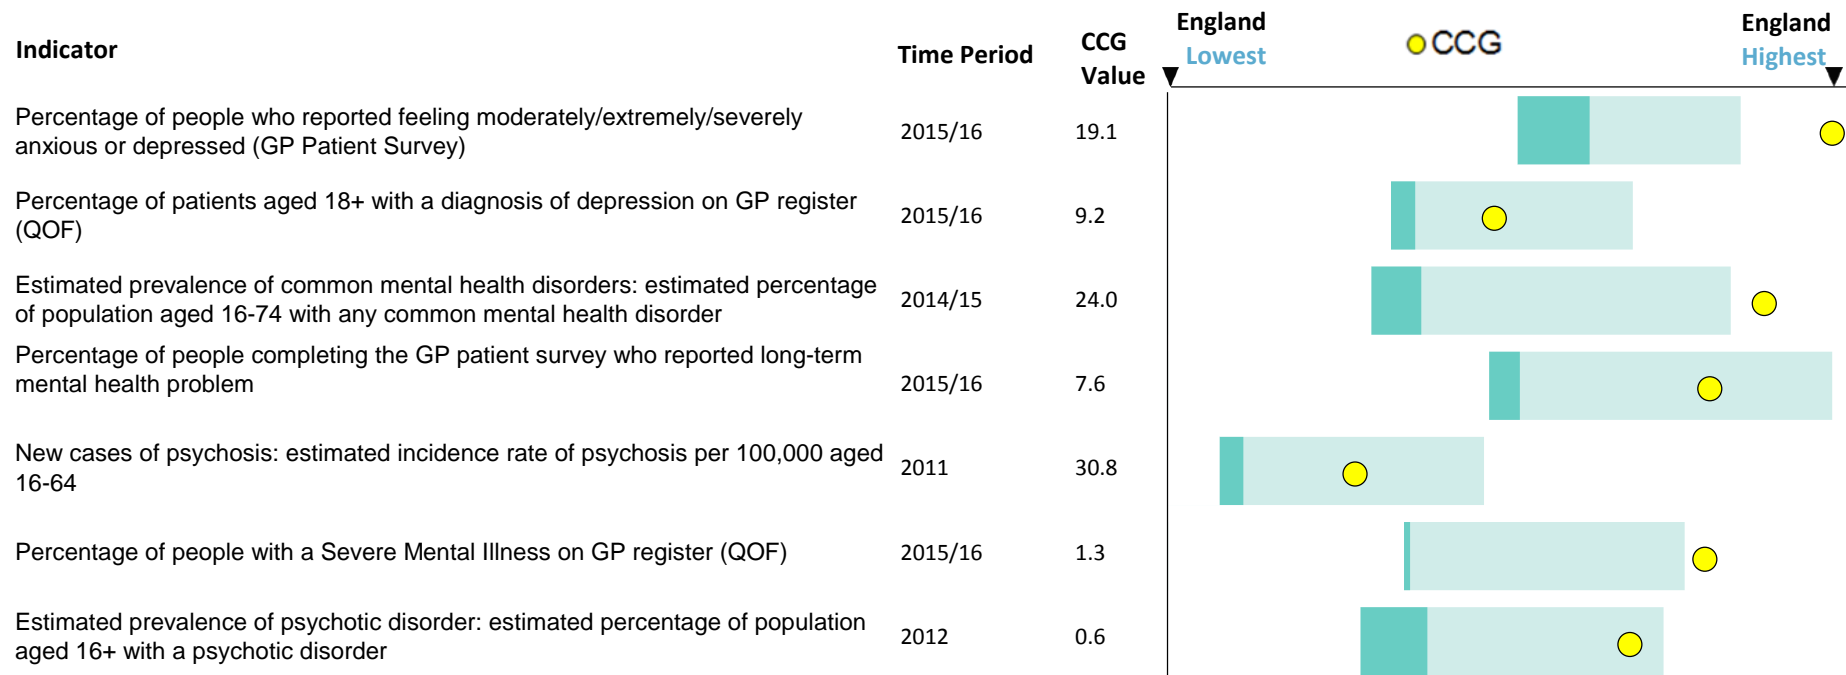 Indicator
Time Period
CCG
Value
England
Lowest
CCG
England
Highest
Percentage of people who reported feeling moderately/extremely/severely
anxious or depressed (GP Patient Survey)
2015/16
19.1
Percentage of patients aged 18+ with a diagnosis of depression on GP register
(QOF)
2015/16
9.2
Estimated prevalence of common mental health disorders: estimated percentage
of population aged 16-74 with any common mental health disorder
2014/15
24.0
Percentage of people completing the GP patient survey who reported long-term
mental health problem
2015/16
7.6
New cases of psychosis: estimated incidence rate of psychosis per 100,000 aged
16-64
2011
30.8
Percentage of people with a Severe Mental Illness on GP register (QOF)
2015/16
1.3
Estimated prevalence of psychotic disorder: estimated percentage of population
aged 16+ with a psychotic disorder
2012
0.6